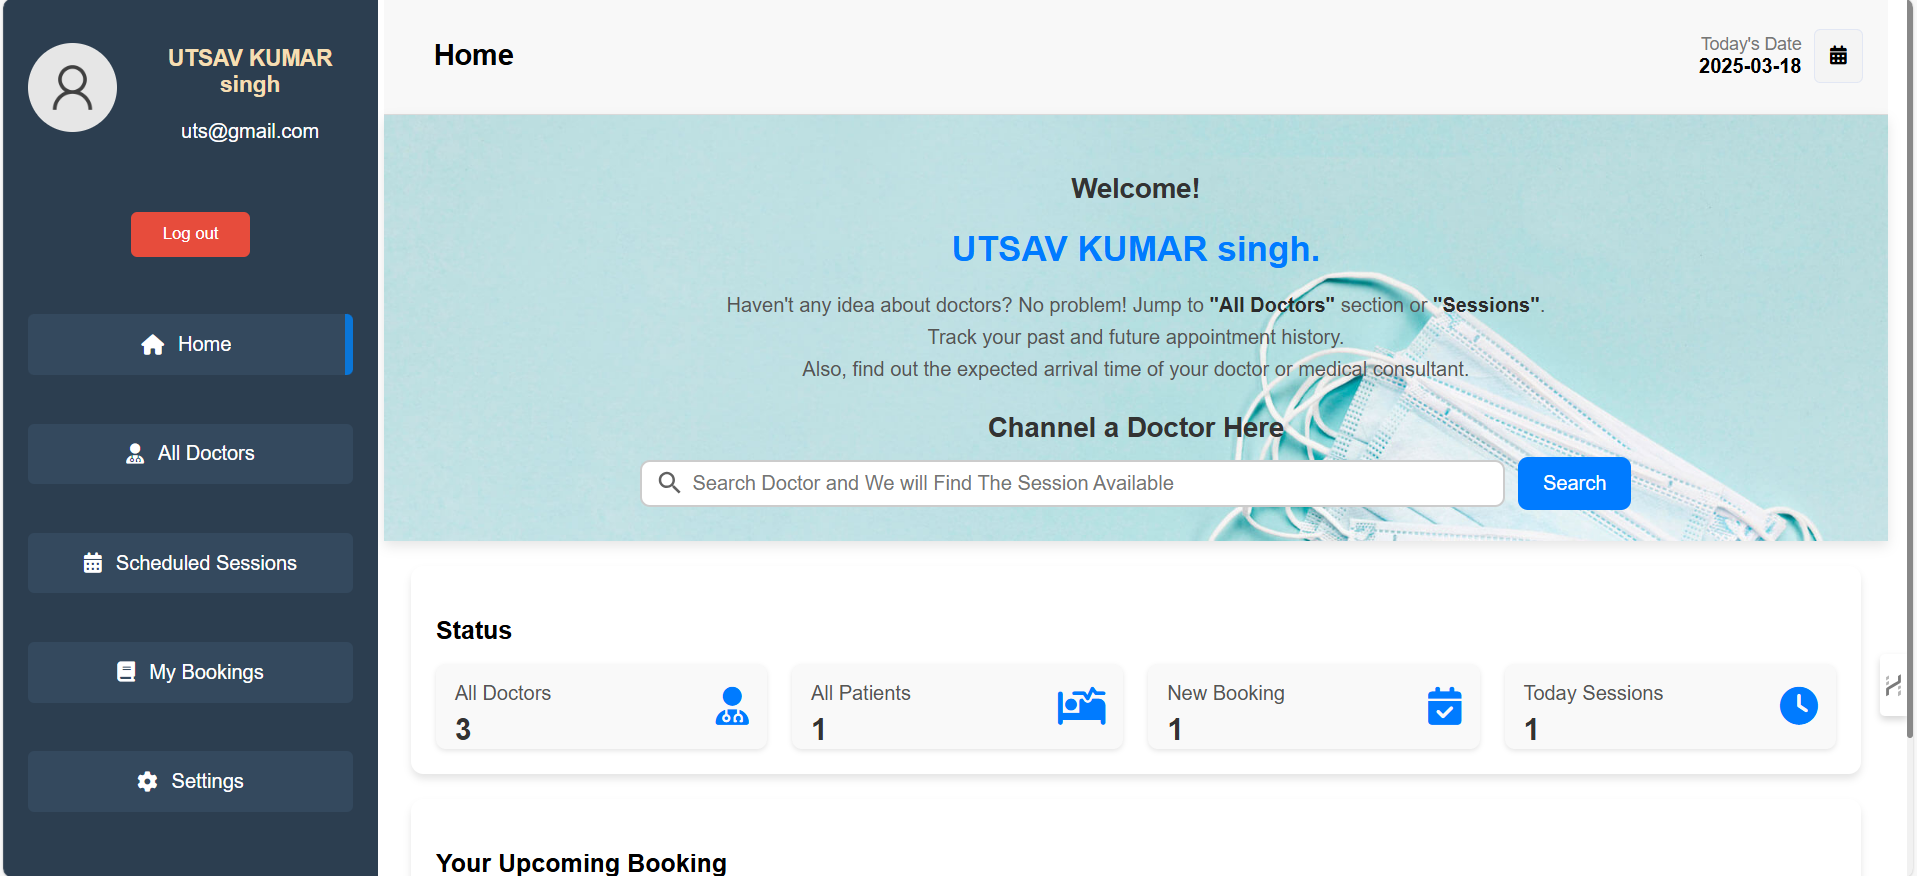 UTSAV KUMAR
singh
uts@gmail.com
Log out
Home
All Doctors
Scheduled Sessions
My Bookings
Settings
Home
Today's Date
2025-03-18
Welcome!
UTSAV KUMAR singh.
Haven't any idea about doctors? No problem! Jump to "All Doctors" section or "Sessions".
Track your past and future appointment history.
Also, find out the expected arrival time of your doctor or medical consultant.
Channel a Doctor Here
Search Doctor and We will Find The Session Available
Search
Status
All Doctors
3
All Patients
1
New Booking
1
Today Sessions
1
Your Upcoming Booking